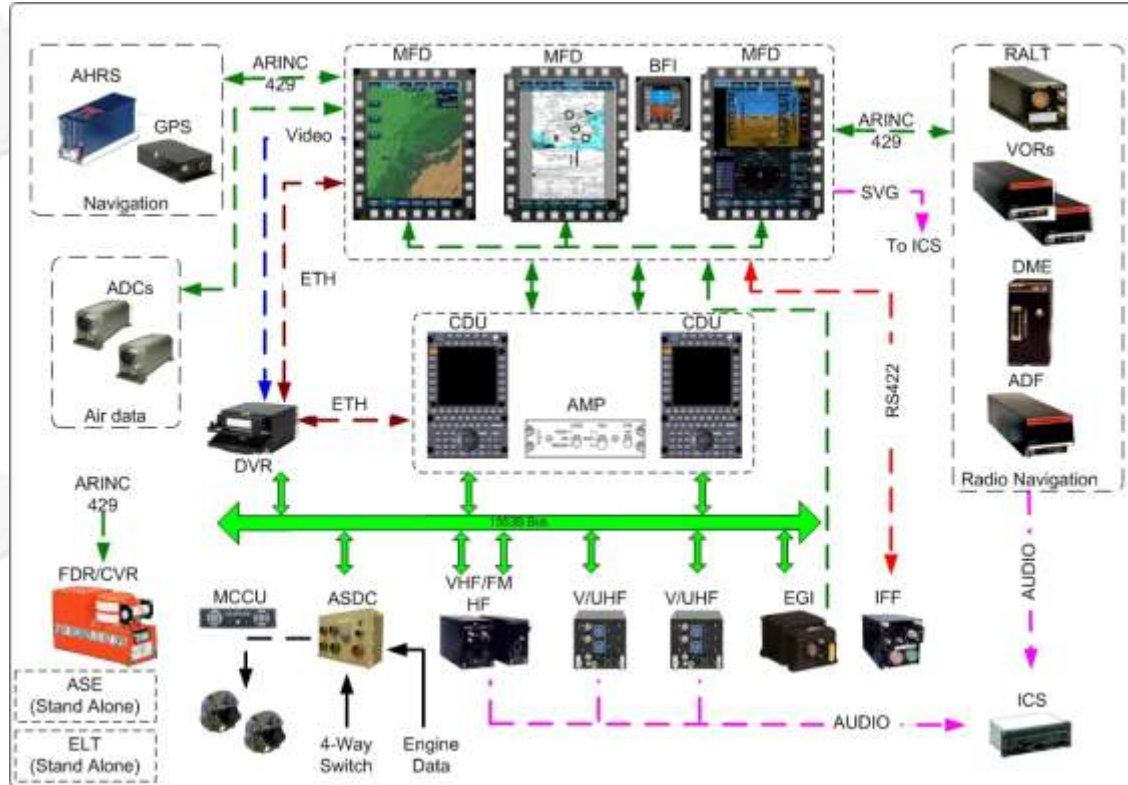 MFD
MFD
BFI
MFD
AHRS
GPS
Navigation
ARINC
429
Video
ARINC
429
SVG
To ICS
RALT
VORs
DME
ADF
Radio Navigation
ADCs
Air data
ETH
CDU
CDU
AMP
RS422
ETH
DVR
1553B Bus
ARINC
429
FDR/CVR
ASE
(Stand Alone)
ELT
(Stand Alone)
MCCU
ASDC
VHF/FM
HF
V/UHF
V/UHF
EGI
IFF
AUDIO
4-Way
Switch
Engine
Data
AUDIO
ICS